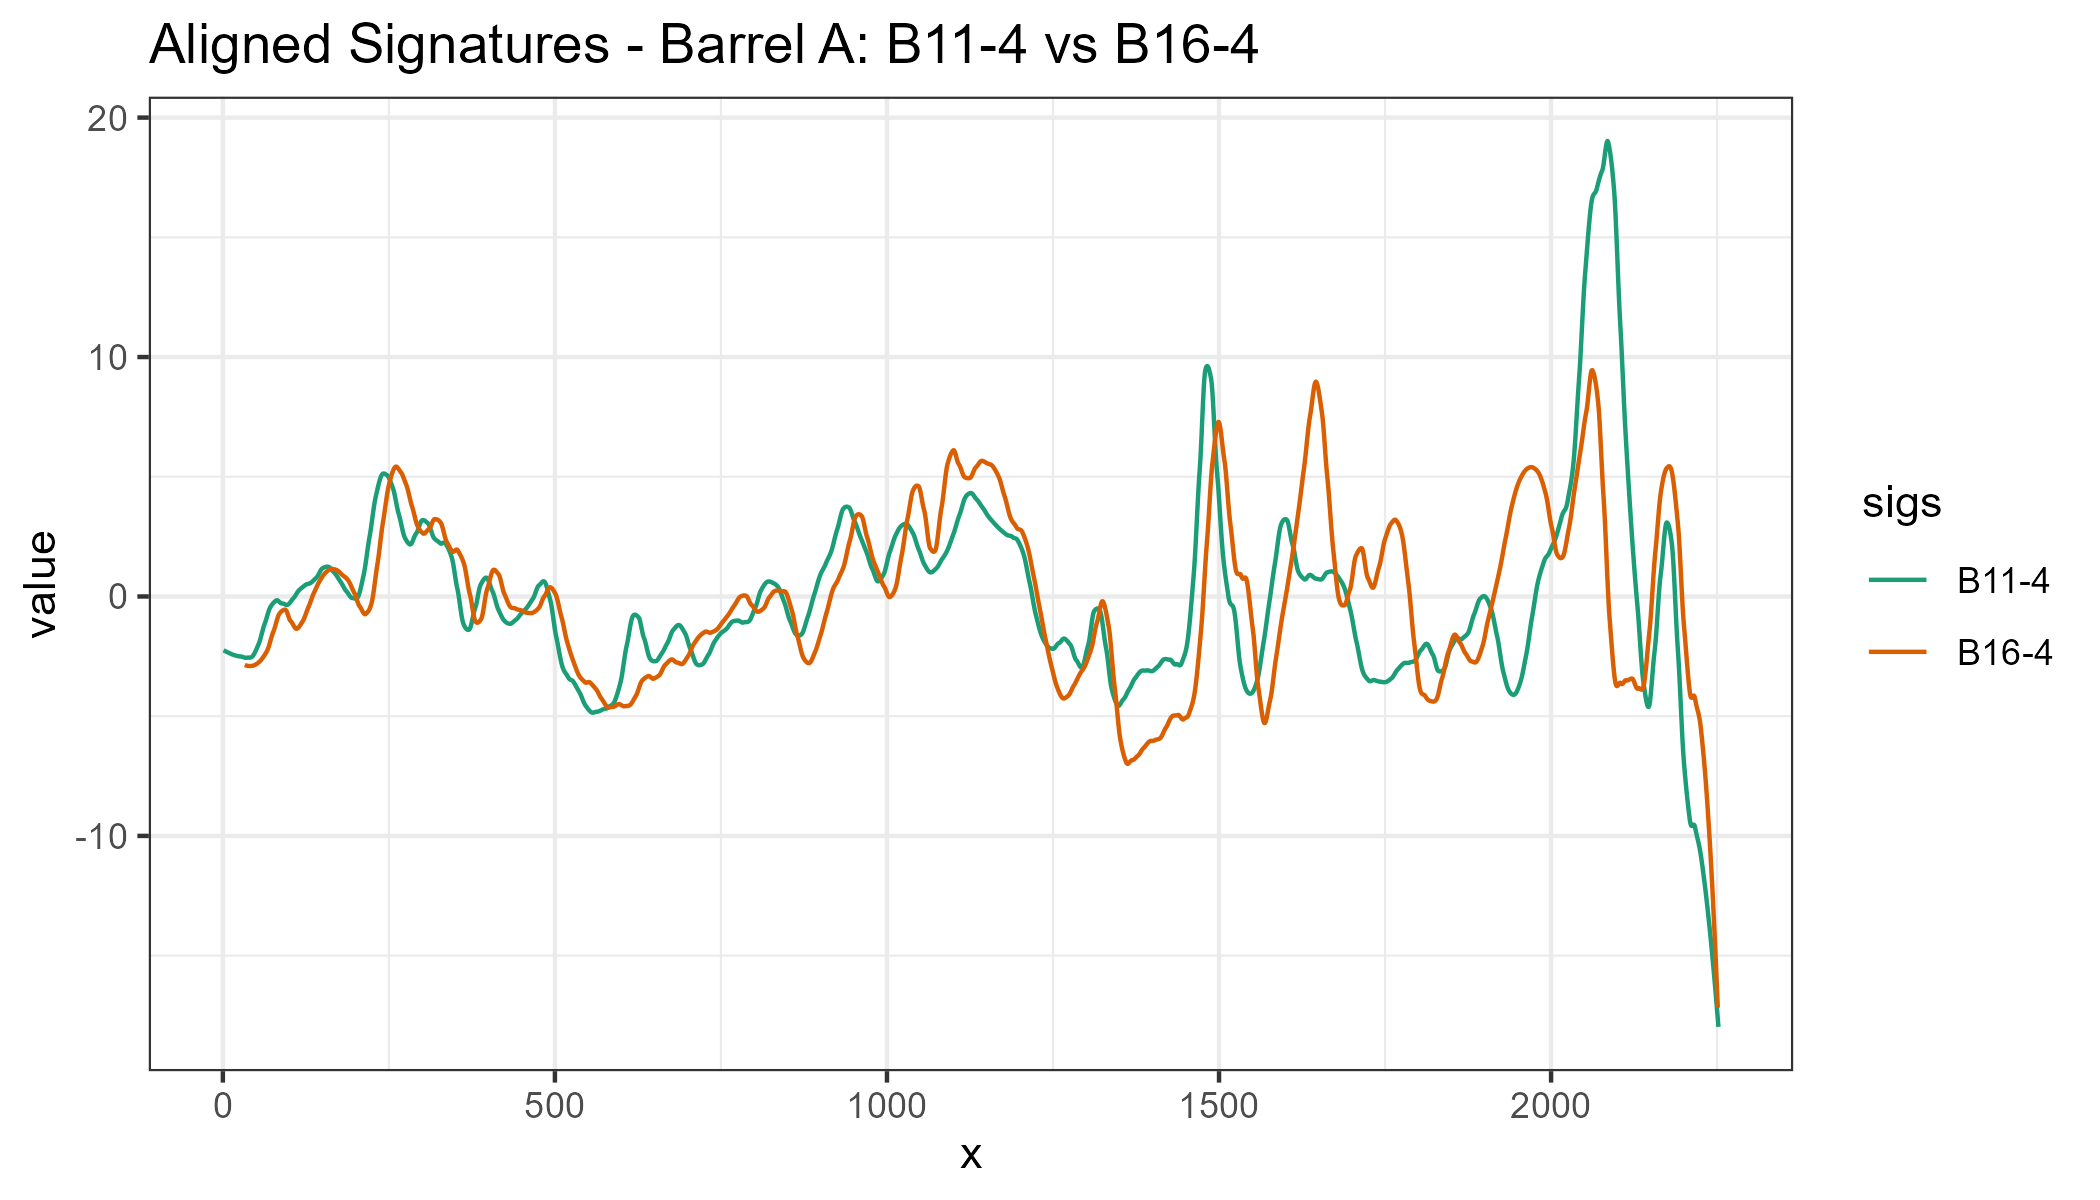 Aligned Signatures - Barrel A: B11-4 vs B16-4
value
20
10
0
-10
0 500 1000 1500 2000
x
sigs
B11-4
B16-4